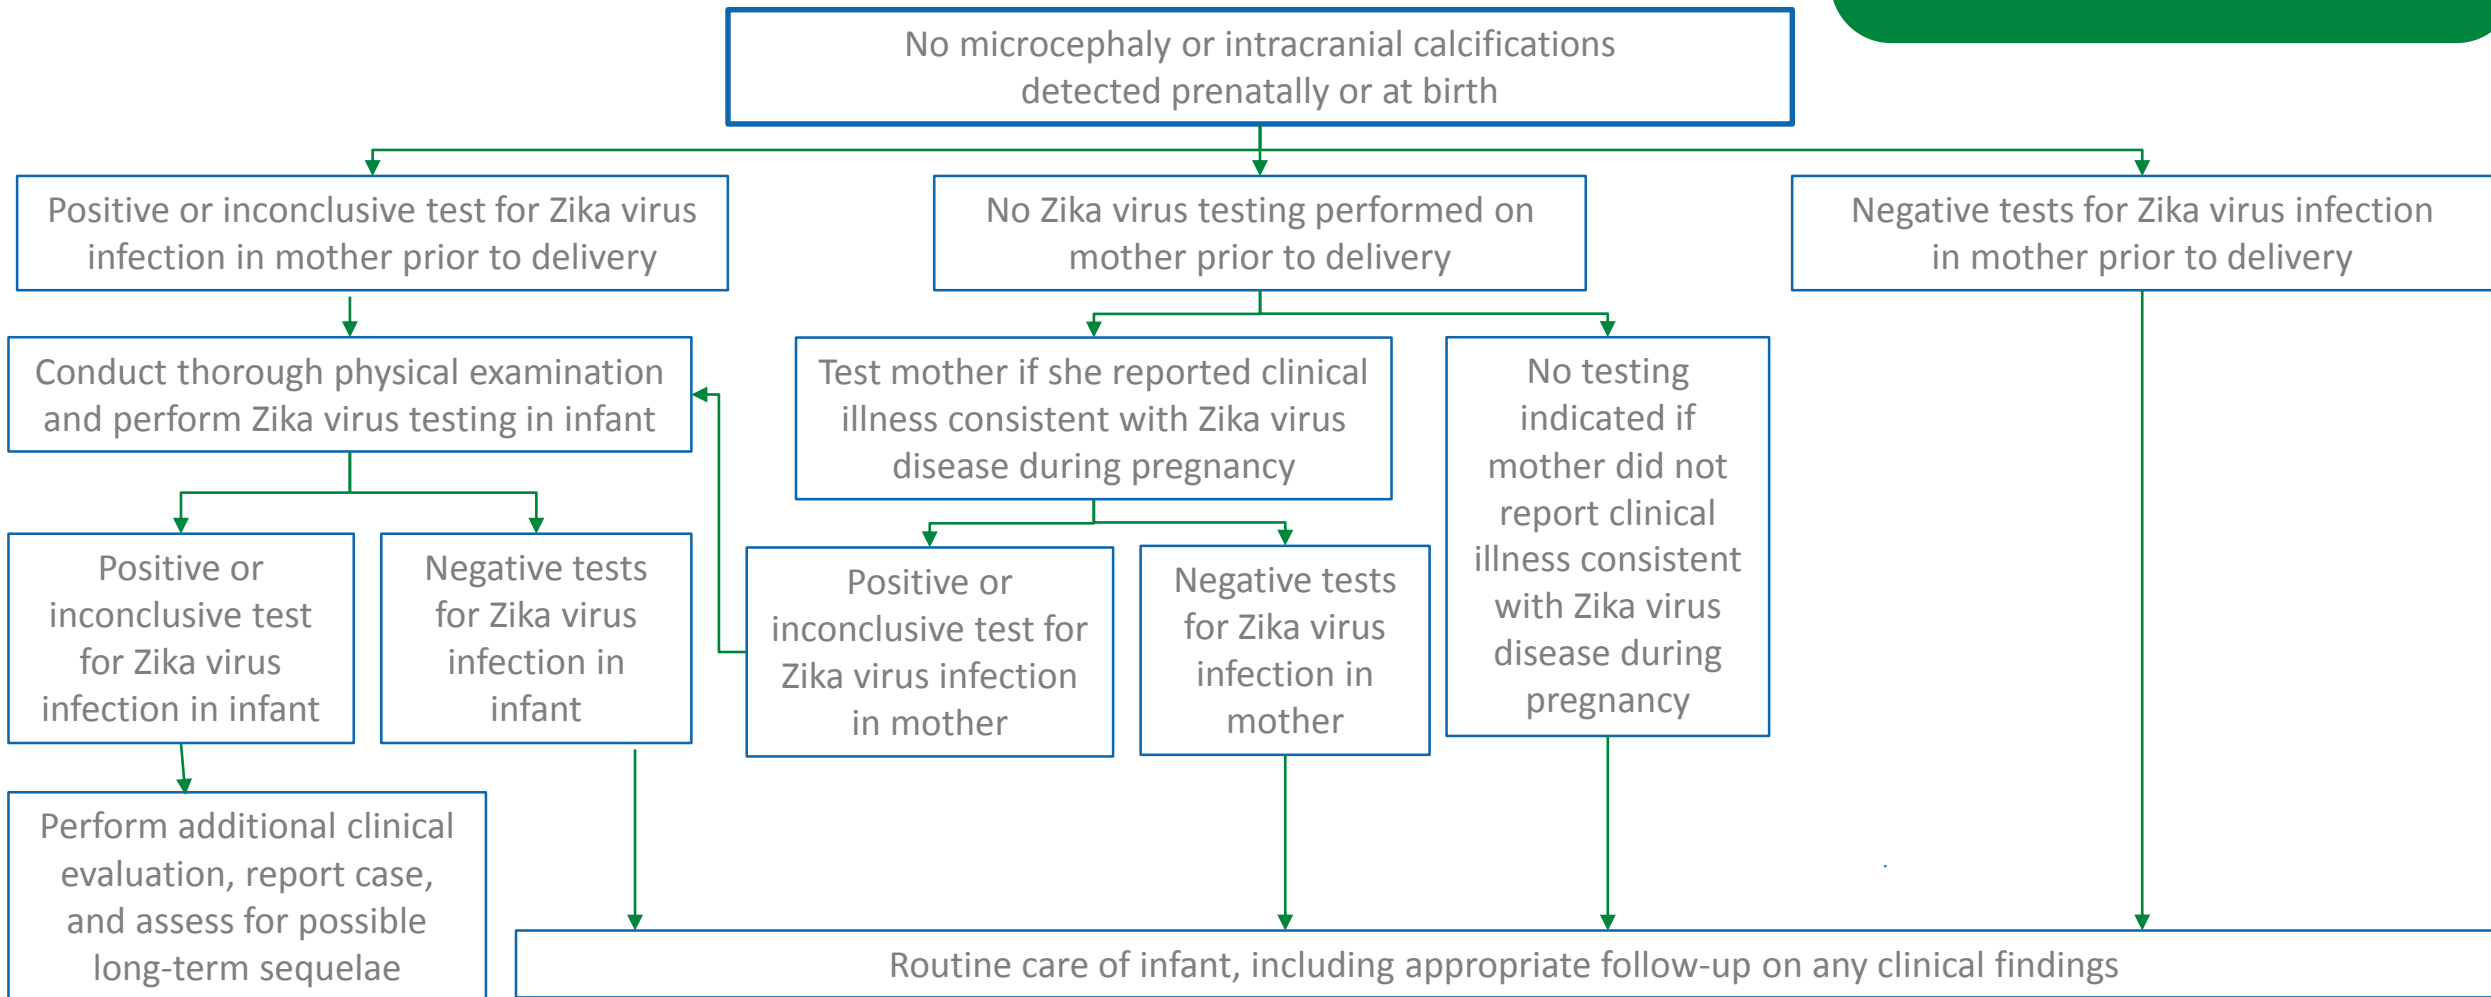 No microcephaly or intracranial calcifications
detected prenatally or at birth
Positive or inconclusive test for Zika virus
infection in mother prior to delivery
No Zika virus testing performed on
mother prior to delivery
Negative tests for Zika virus infection
in mother prior to delivery
Conduct thorough physical examination
and perform Zika virus testing in infant
Test mother if she reported clinical
illness consistent with Zika virus
disease during pregnancy
No testing
indicated if
mother did not
report clinical
illness consistent
with Zika virus
disease during
pregnancy
Positive or
inconclusive test
for Zika virus
infection in infant
Negative tests
for Zika virus
infection in
infant
Positive or
inconclusive test for
Zika virus infection
in mother
Negative tests
for Zika virus
infection in
mother
Perform additional clinical
evaluation, report case,
and assess for possible
long-term sequelae
Routine care of infant, including appropriate follow-up on any clinical findings